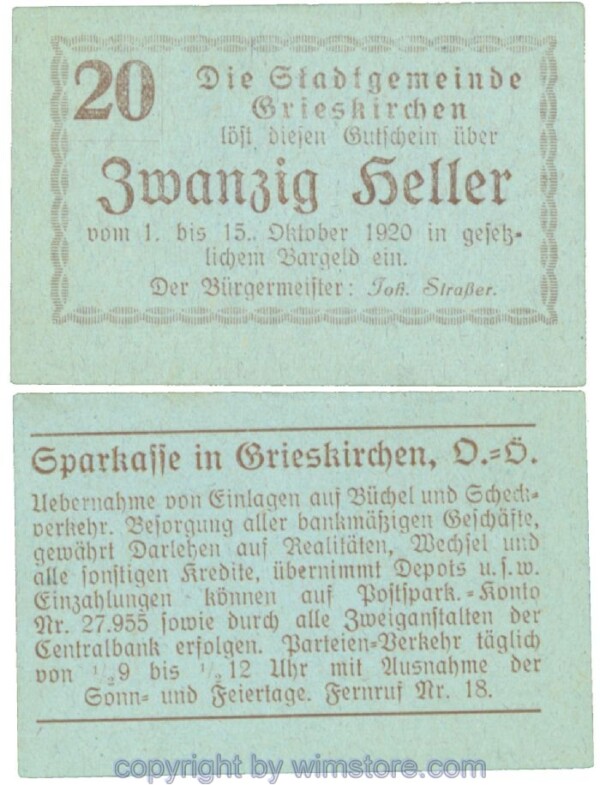 20
Die Stadtgemeinde
Grieskirchen
löst diesen Gutschein über
Zwanzig Heller
vom 1. bis 15. Oktober 1920 in gesetz-
lichem Bargeld ein.
Der Bürgermeister: Joh. Straßer.
Sparkasse in Grieskirchen, O.-Ö.
Uebernahme von Einlagen auf Büchel und Scheck-
verkehr. Besorgung aller bankmäßigen Geschäfte,
gewährt Darlehen auf Realitäten, Wechsel und
alle sonstigen Kredite, übernimmt Depots u. s. w.
Einzahlungen können auf Postspark.-Konto
Nr. 27.955 sowie durch alle Zweiganstalten der
Centralbank erfolgen. Parteien-Verkehr täglich
von 1/2 9 bis 1/2 12 Uhr mit Ausnahme der
Sonn- und Feiertage. Fernruf Nr. 18.
copyright by wimstore.com